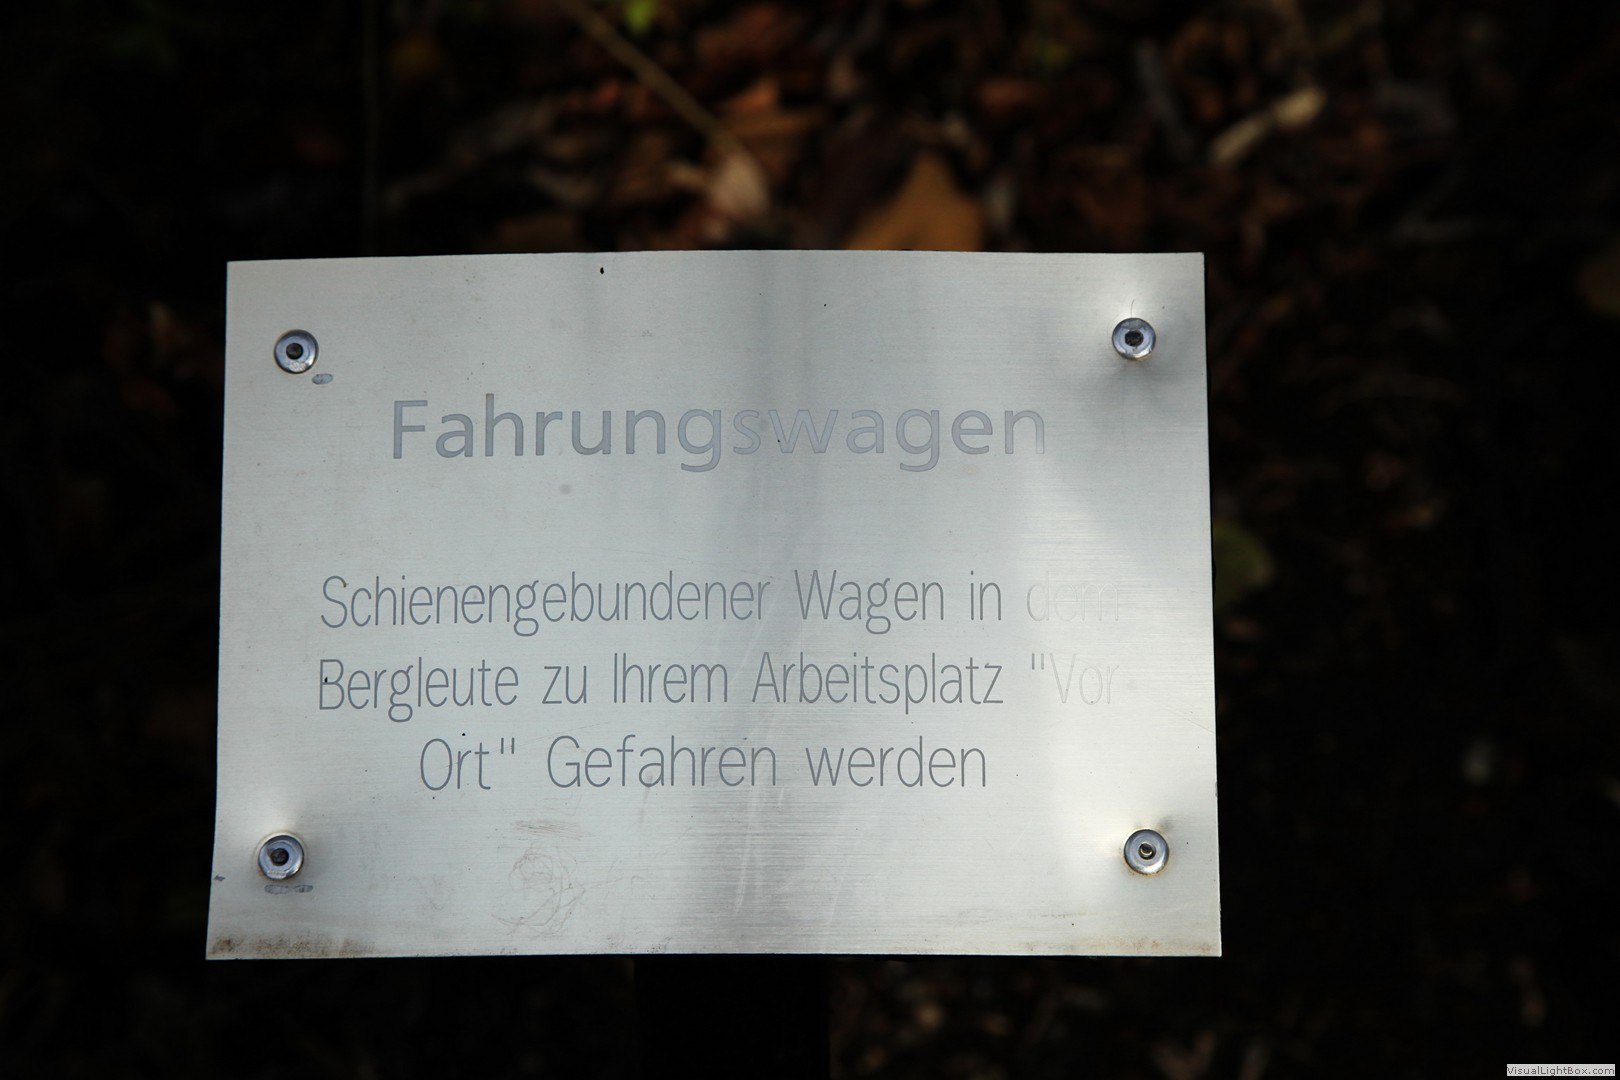 Fahrungswagen
Schienengebundener Wagen in dem
Bergleute zu Ihrem Arbeitsplatz "Vor
Ort" Gefahren werden
VisualLightBox.com